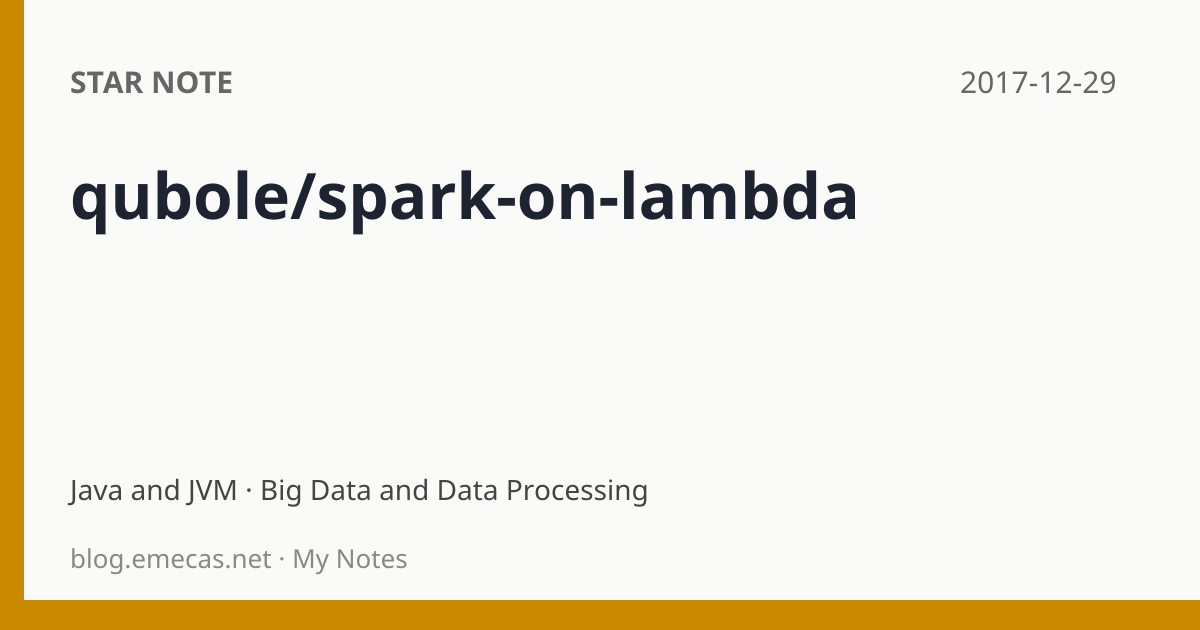 STAR NOTE
2017-12-29
qubole/spark-on-lambda
Java and JVM · Big Data and Data Processing
blog.emecas.net · My Notes